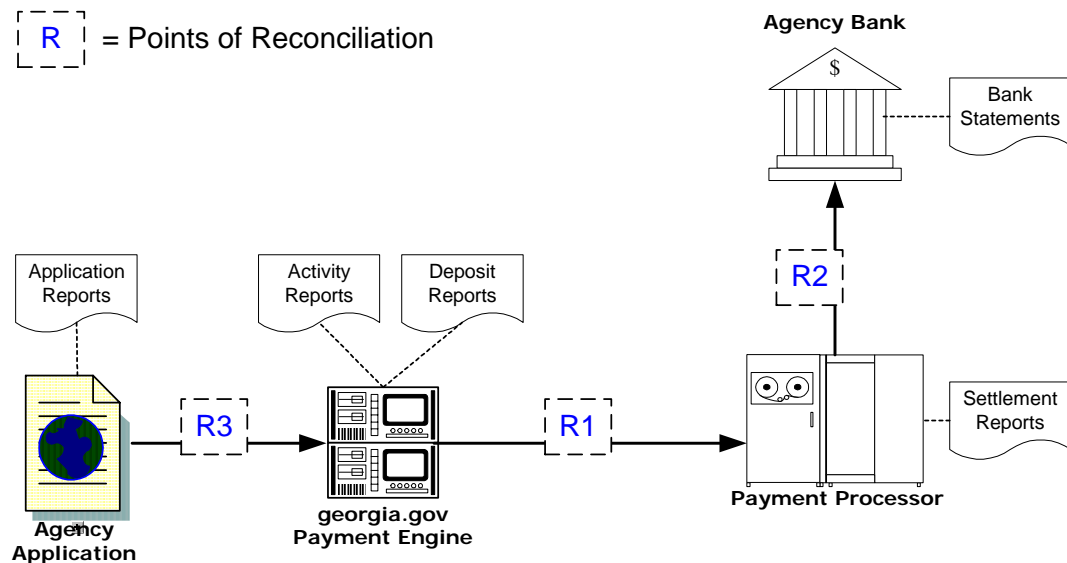 R = Points of Reconciliation
Agency Bank
$
Bank
Statements
R2
Application
Reports
Activity
Reports
Deposit
Reports
R3
R1
Settlement
Reports
Payment Processor
georgia.gov
Payment Engine
Agency
Application